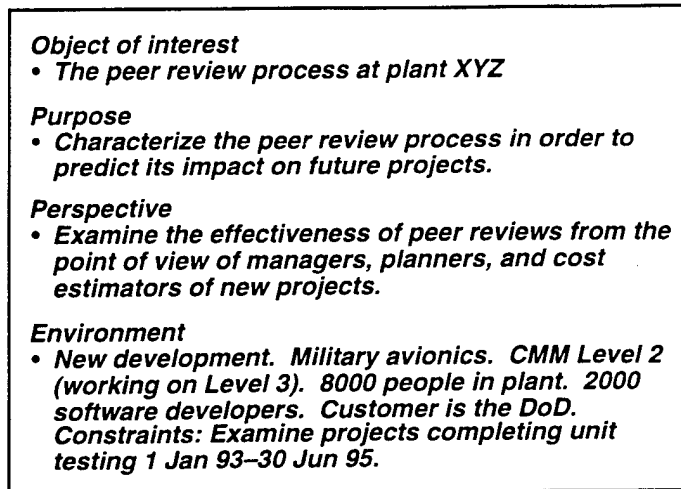 Object of interest
• The peer review process at plant XYZ
Purpose
• Characterize the peer review process in order to
predict its impact on future projects.
Perspective
• Examine the effectiveness of peer reviews from the
point of view of managers, planners, and cost
estimators of new projects.
Environment
• New development. Military avionics. CMM Level 2
(working on Level 3). 8000 people in plant. 2000
software developers. Customer is the DoD.
Constraints: Examine projects completing unit
testing 1 Jan 93–30 Jun 95.